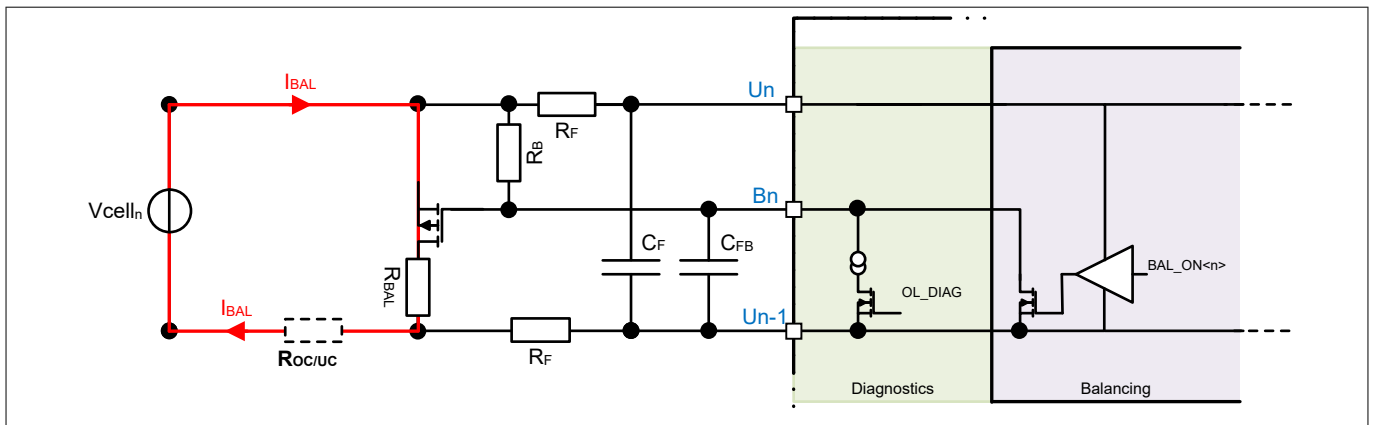 IBAL
Un
RF
RB
Vcelln
Bn
CF
CFB
BAL_ON<n>
RBAL
OL_DIAG
IBAL
Un-1
ROC/UC
RF
Diagnostics
Balancing